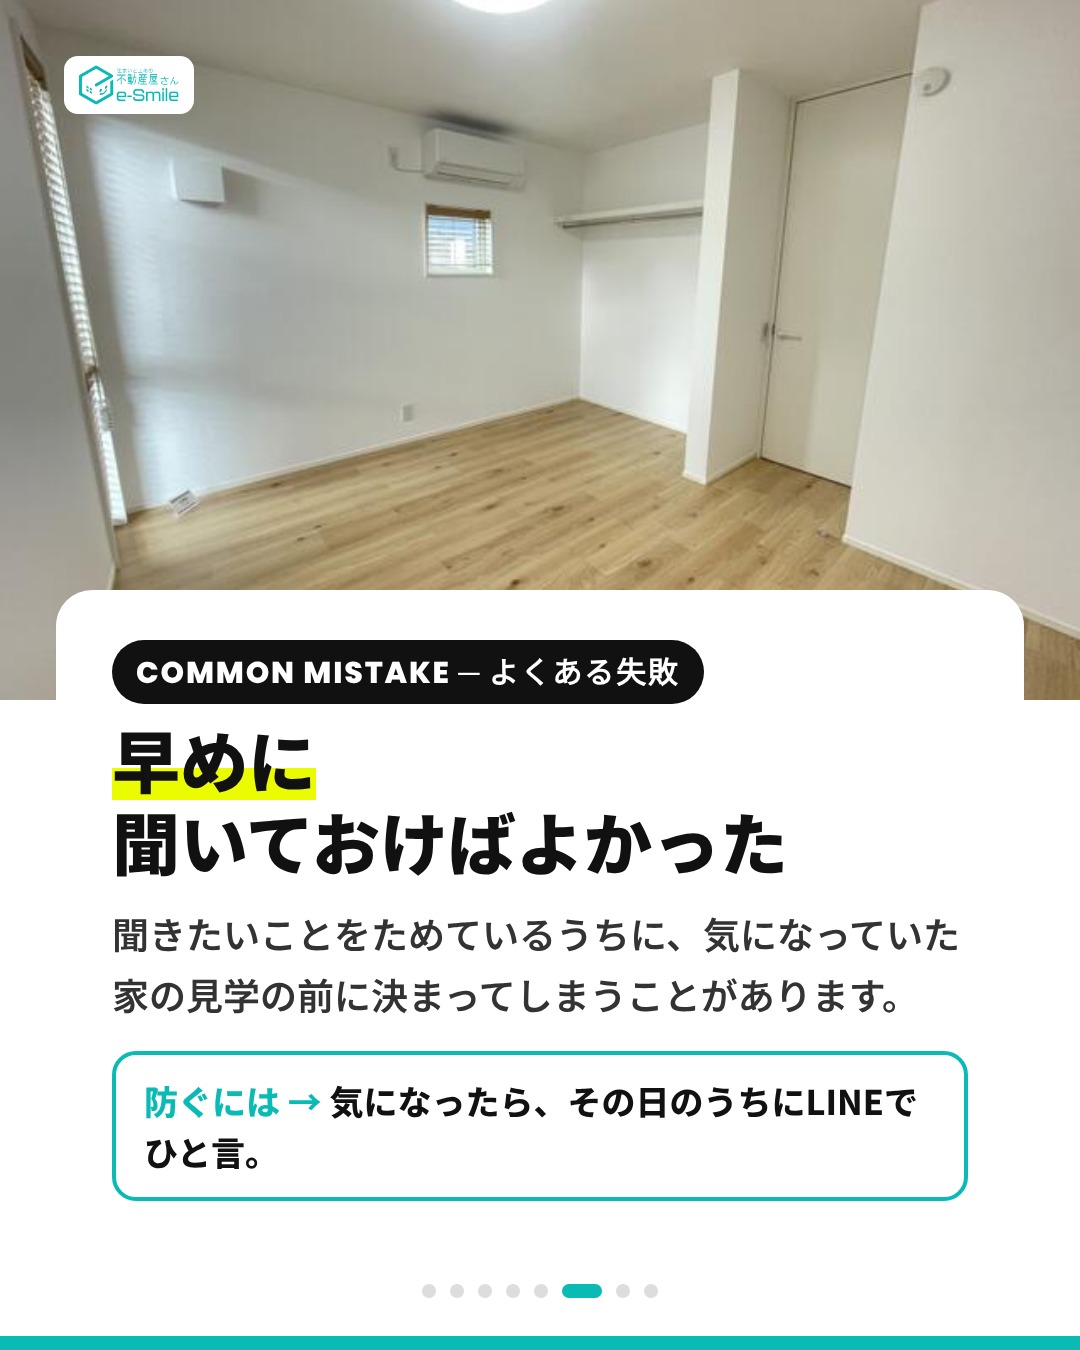 不動産屋さん
e-Smile
COMMON MISTAKE — よくある失敗
早めに
聞いておけばよかった
聞きたいことをためているうちに、気になっていた
家の見学の前に決まってしまうことがあります。
防ぐには → 気になったら、その日のうちにLINEで
ひと言。